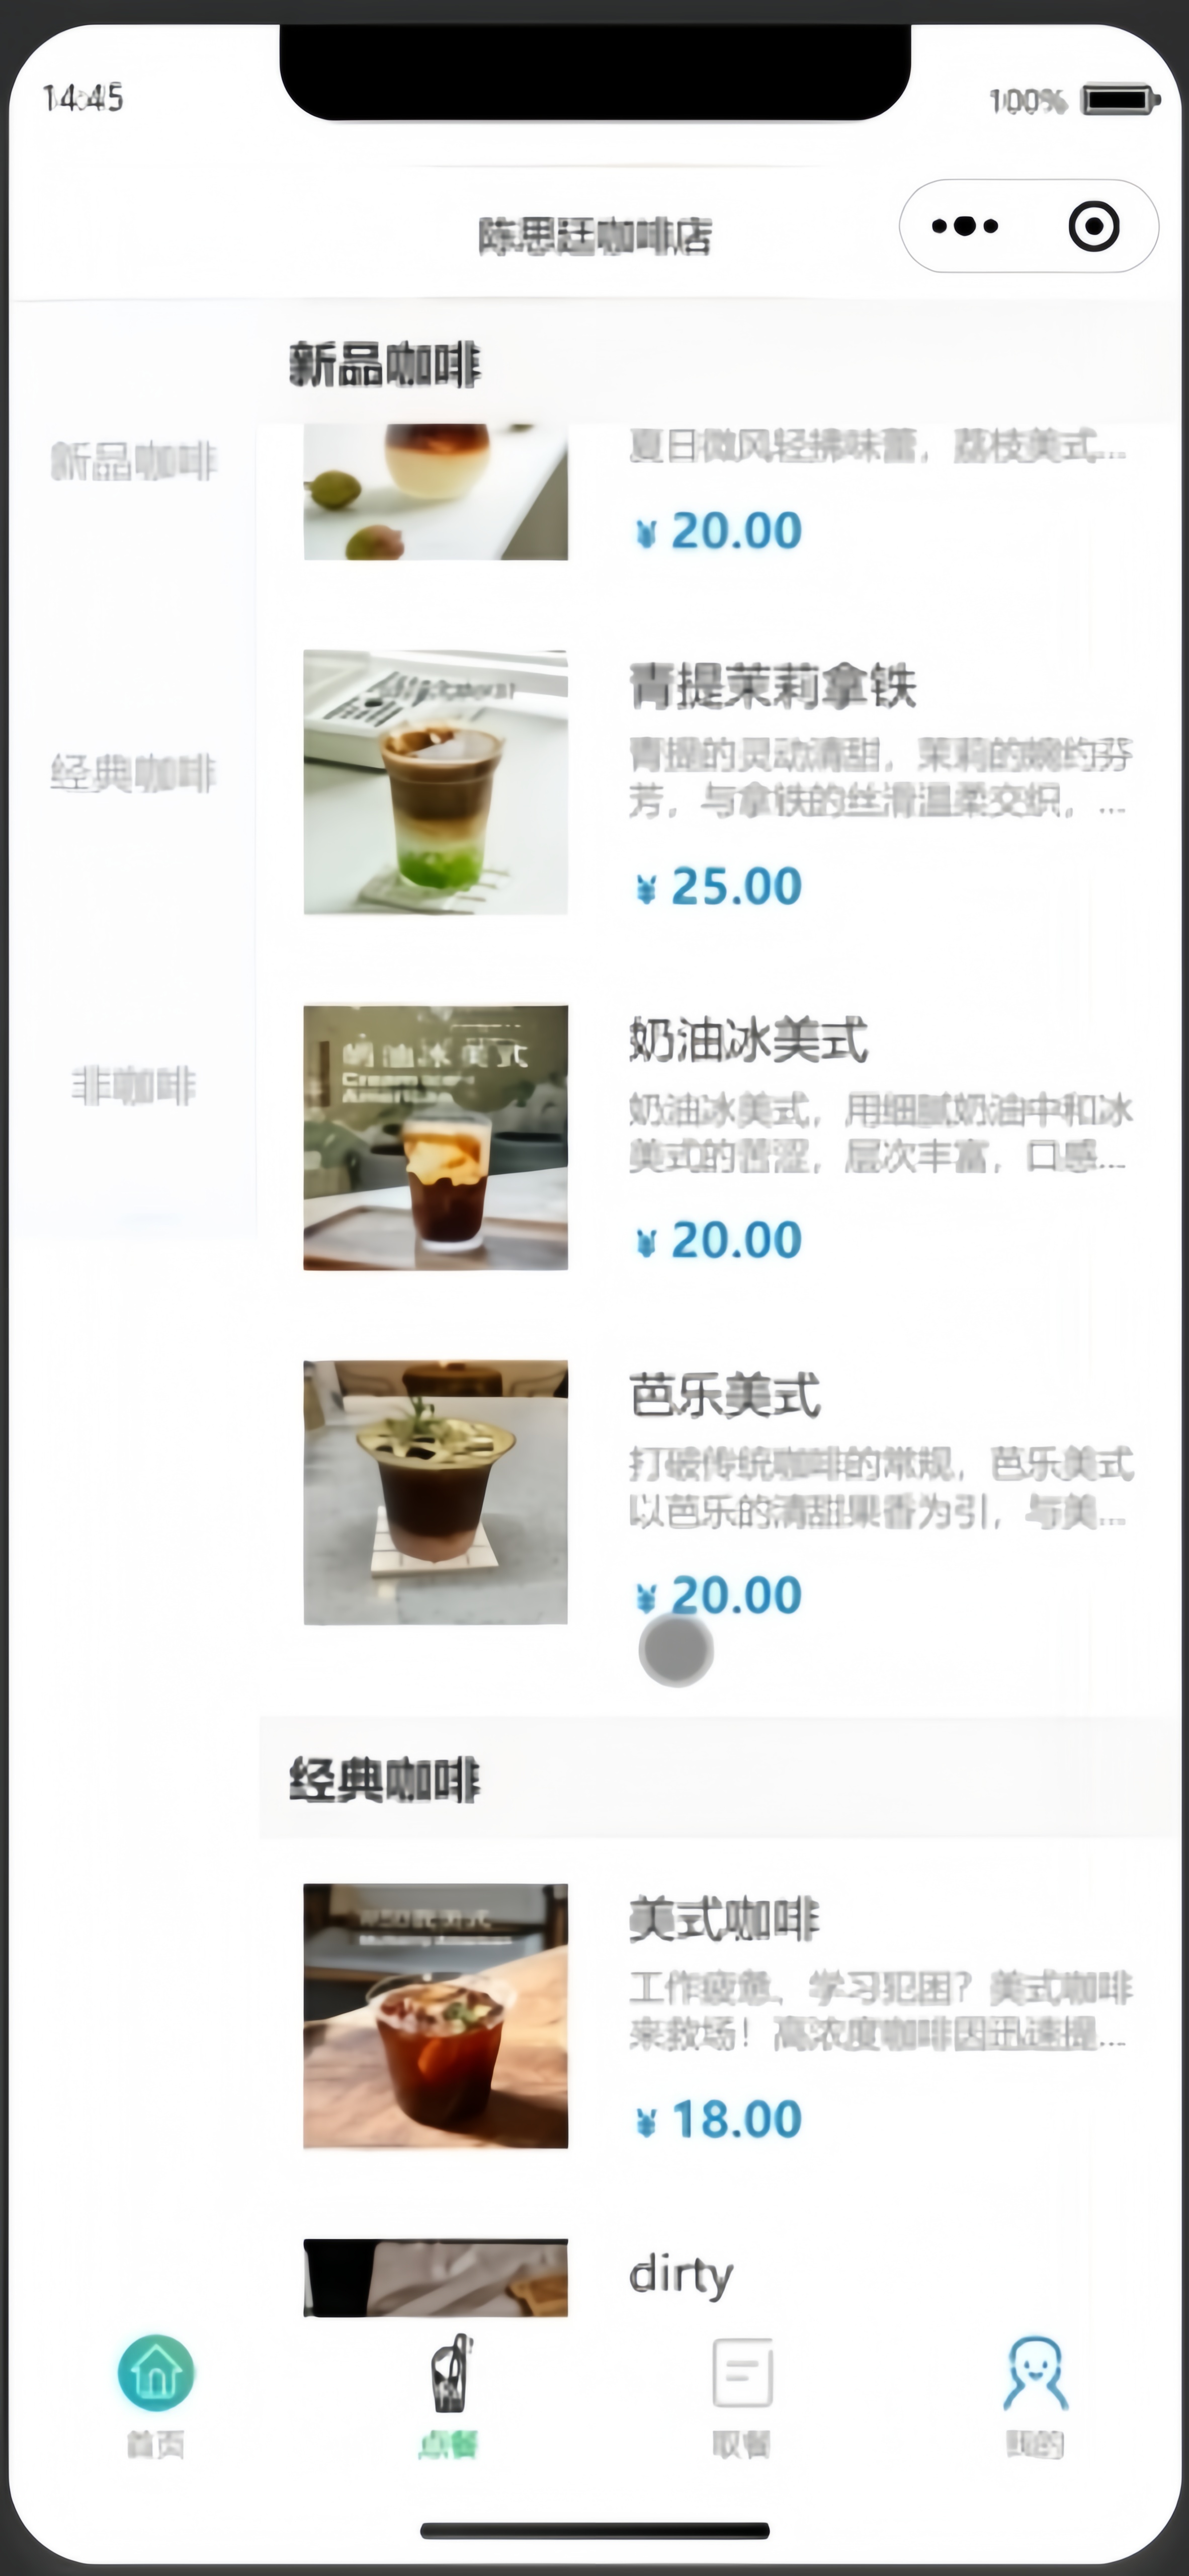 14:45
100%
陈思廷咖啡店
新品咖啡
新品咖啡
经典咖啡
非咖啡
夏日微风轻拂味蕾，荔枝美式...
¥ 20.00
青提茉莉拿铁
青提的灵动清甜，茉莉的婉约芬
芳，与拿铁的丝滑温柔交织，...
¥ 25.00
奶油冰美式
Cream Iced
American
奶油冰美式
奶油冰美式，用细腻奶油中和冰
美式的苦涩，层次丰富，口感...
¥ 20.00
芭乐美式
打破传统咖啡的常规，芭乐美式
以芭乐的清甜果香为引，与美...
¥ 20.00
经典咖啡
美式咖啡
工作疲惫、学习犯困？美式咖啡
来救场！高浓度咖啡因迅速提...
¥ 18.00
dirty
首页
点餐
取餐
我的